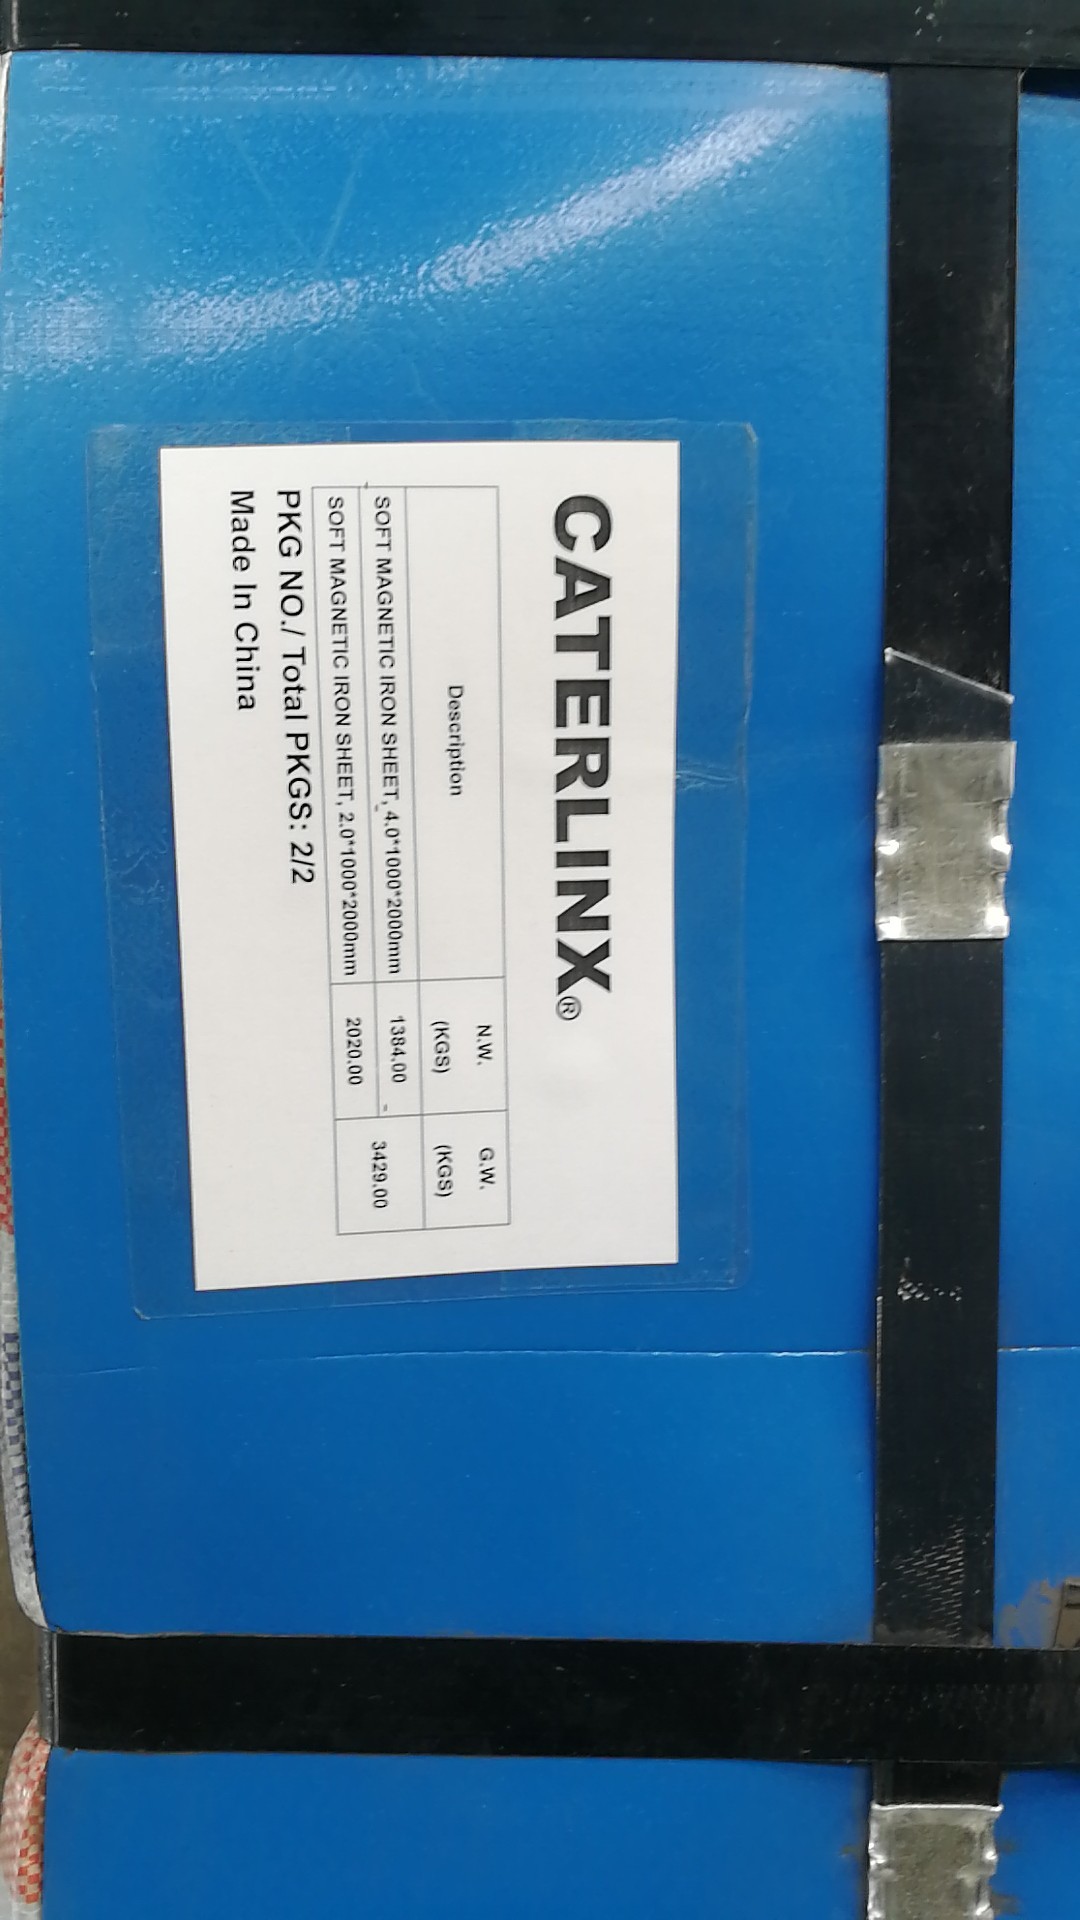 CATERLINX®
Description N.W. (KGS) G.W. (KGS)
SOFT MAGNETIC IRON SHEET, 4.0*1000*2000mm 1384.00 3429.00
SOFT MAGNETIC IRON SHEET, 2.0*1000*2000mm 2020.00
PKG NO./ Total PKGS: 2/2
Made In China